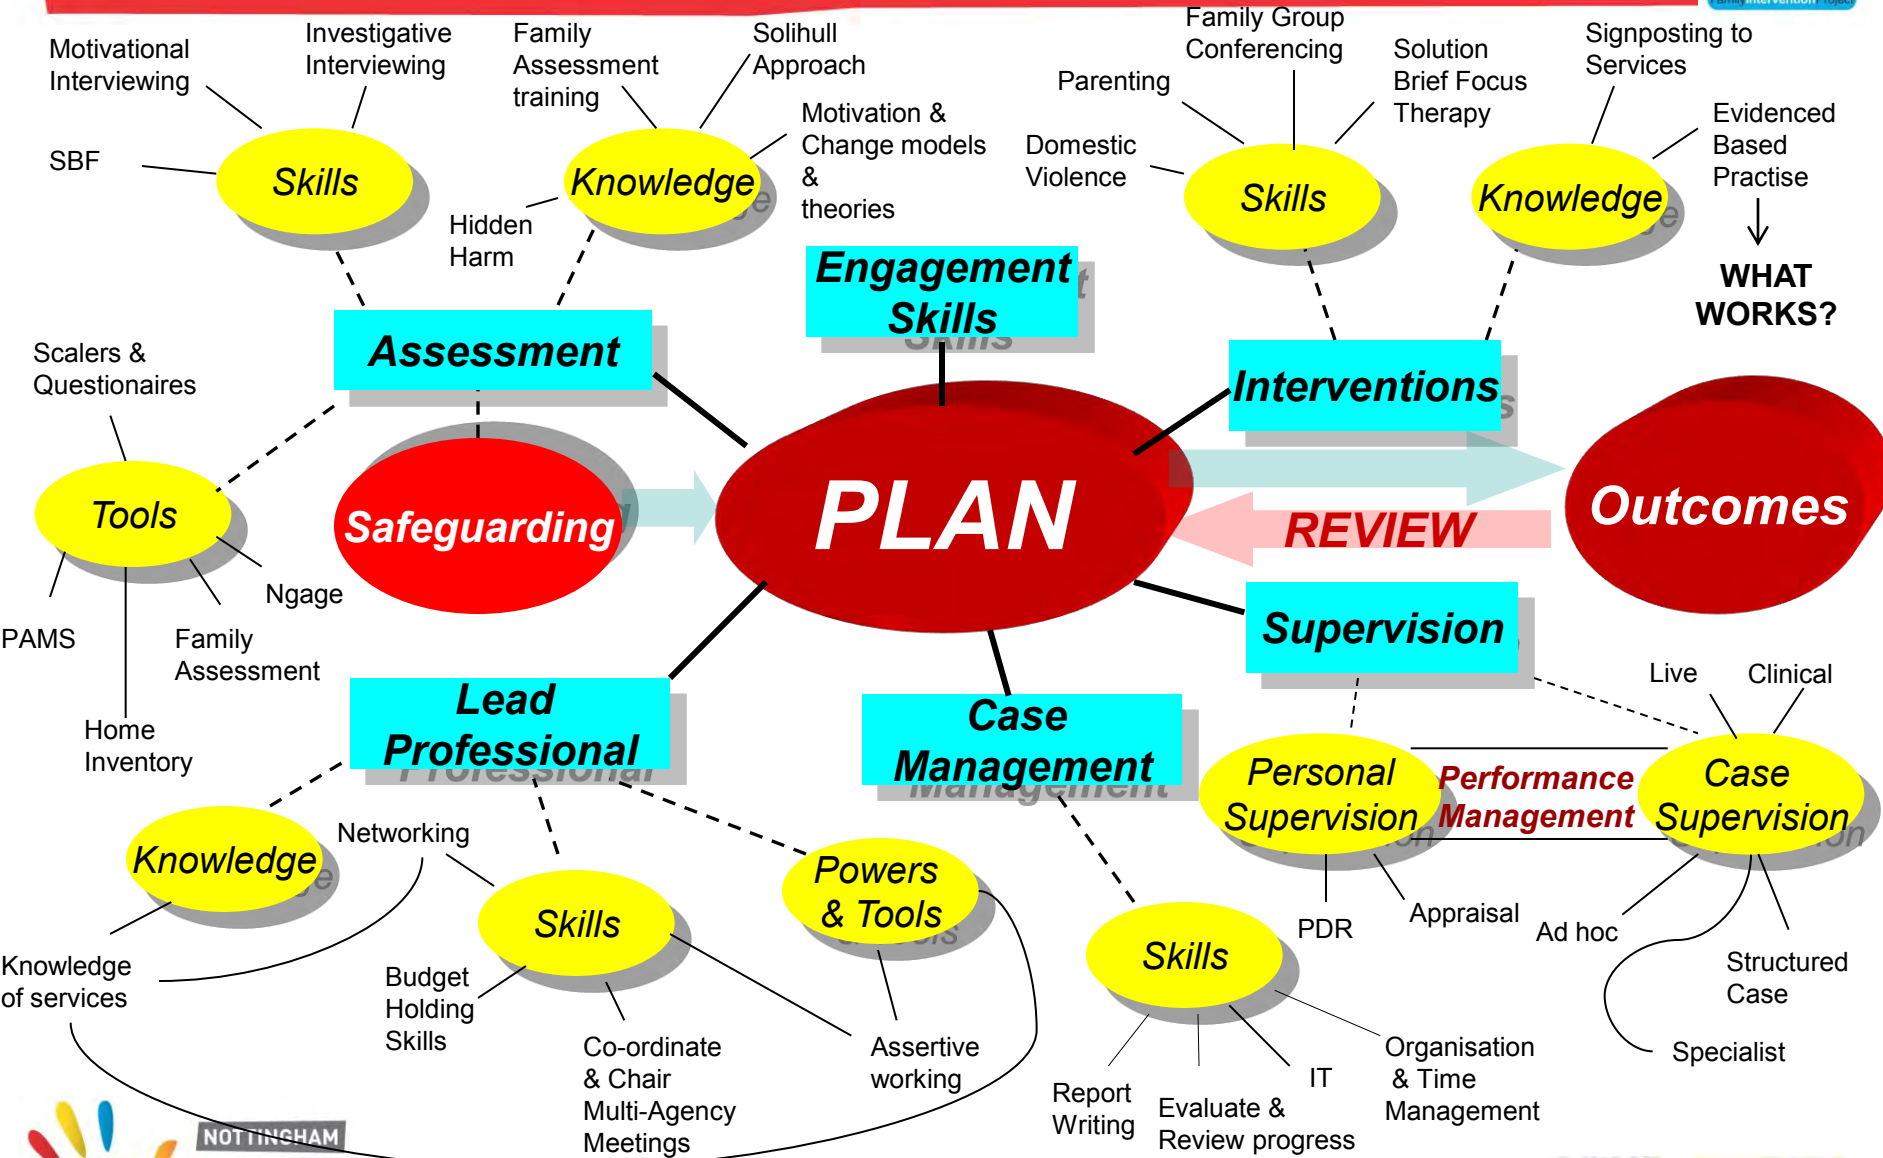 Family Intervention Project
Motivational
Interviewing
Investigative
Interviewing
SBF
Skills
Family
Assessment
training
Solihull
Approach
Motivation &
Change models
&
theories
Hidden
Harm
Knowledge
Family Group
Conferencing
Parenting
Domestic
Violence
Solution
Brief Focus
Therapy
Skills
Signposting to
Services
Evidenced
Based
Practise
Knowledge
WHAT
WORKS?
Engagement
Skills
Assessment
Interventions
Scalers &
Questionaires
Tools
Safeguarding
PLAN
Outcomes
REVIEW
Ngage
PAMS
Family
Assessment
Home
Inventory
Supervision
Lead
Professional
Case
Management
Live
Clinical
Personal
Supervision
Performance
Management
Case
Supervision
Knowledge
Networking
Skills
Powers
& Tools
PDR
Appraisal
Ad hoc
Structured
Case
Specialist
Knowledge
of services
Budget
Holding
Skills
Co-ordinate
& Chair
Multi-Agency
Meetings
Assertive
working
Skills
Report
Writing
Evaluate &
Review progress
IT
Organisation
& Time
Management
NOTTINGHAM